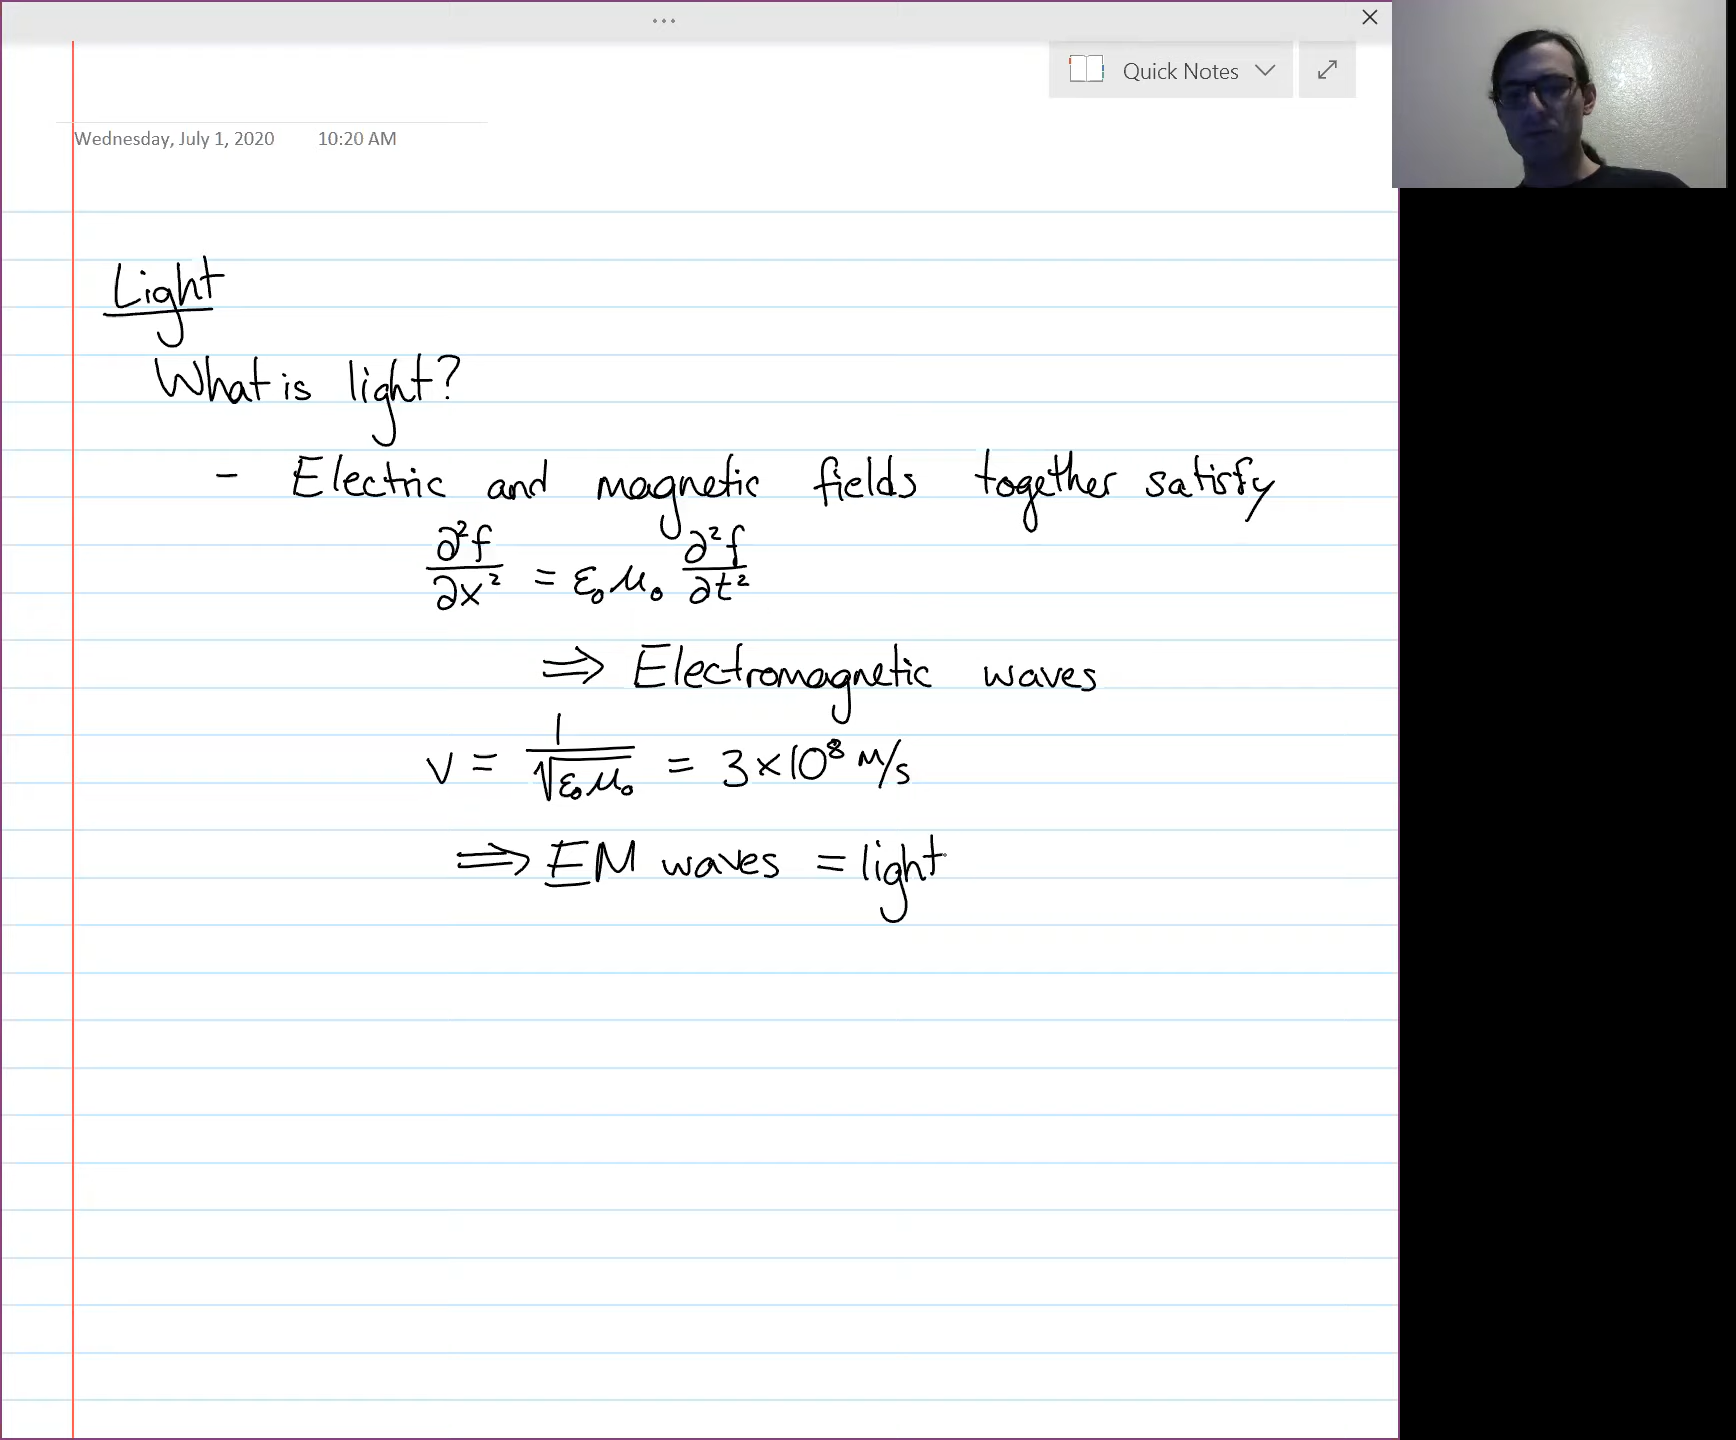 ...
Quick Notes
Wednesday, July 1, 2020 10:20 AM
Light
What is light?
- Electric and magnetic fields together satisfy
∂²f/∂x² = ε₀μ₀ ∂²f/∂t²
⇒ Electromagnetic waves
v = 1/√ε₀μ₀ = 3×10⁸ m/s
⇒ EM waves = light